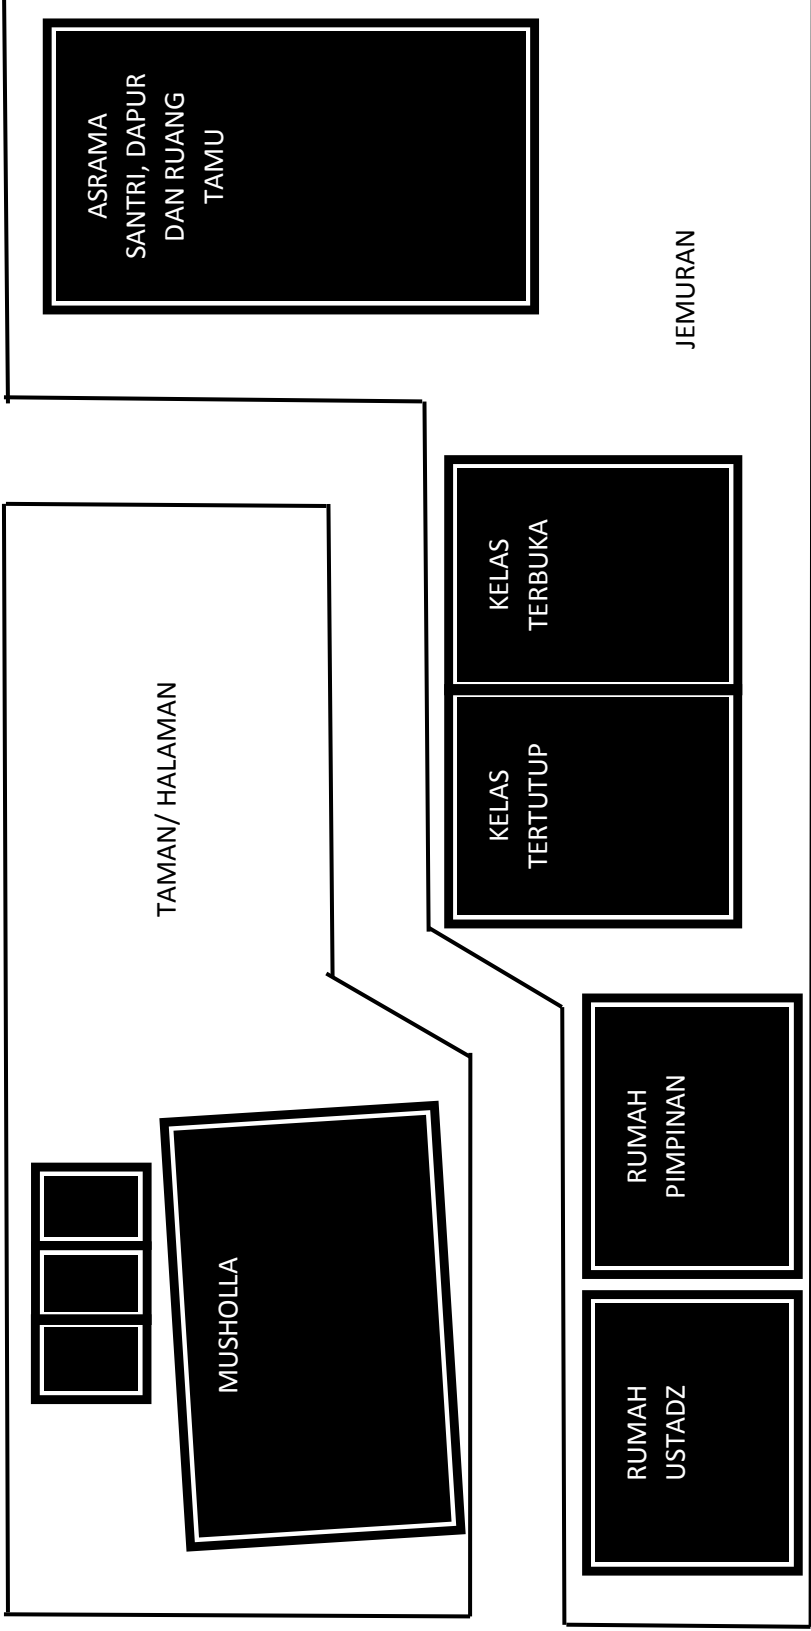 ASRAMA
SANTRI, DAPUR
DAN RUANG
TAMU
JEMURAN
KELAS
TERBUKA
TAMAN/ HALAMAN
KELAS
TERTUTUP
RUMAH
PIMPINAN
MUSHOLLA
RUMAH
USTADZ